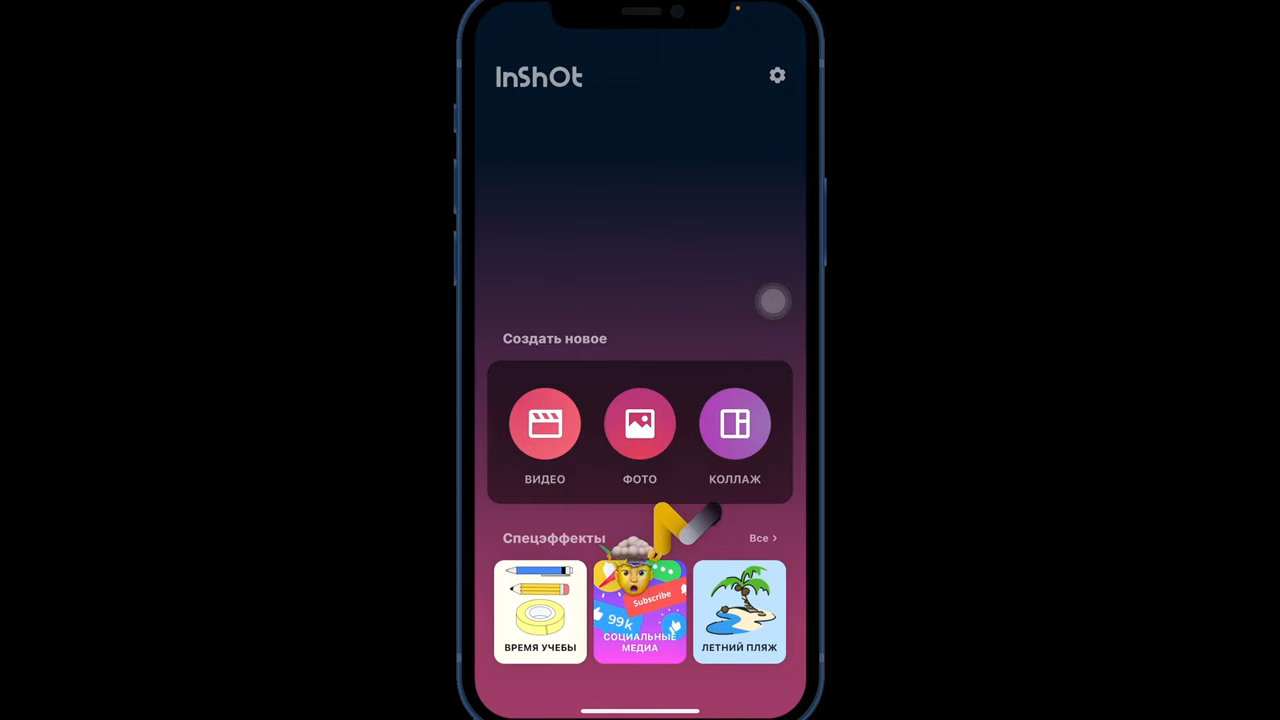 InShOt
Создать новое
ВИДЕО
ФОТО
КОЛЛАЖ
Спецэффекты
Все >
ВРЕМЯ УЧЕБЫ
Subscribe
99k
СОЦИАЛЬНЫЕ
МЕДИА
ЛЕТНИЙ ПЛЯЖ